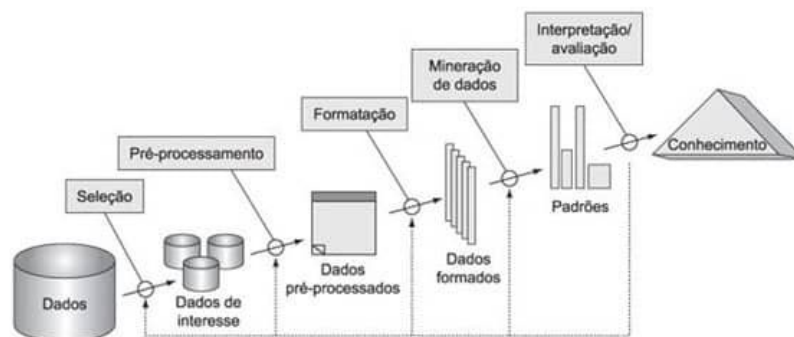 Interpretação/
avaliação
Mineração
de dados
Formatação
Pré-processamento
Seleção
Conhecimento
Padrões
Dados
formados
Dados
pré-processados
Dados de
interesse
Dados